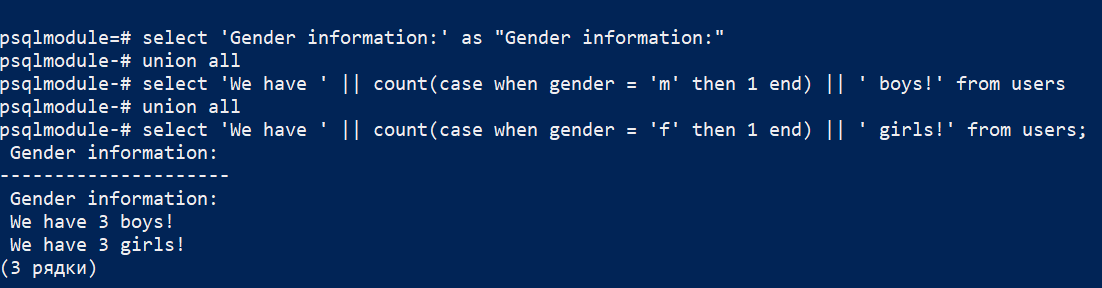 psqlmodule=# select 'Gender information:' as "Gender information:"
psqlmodule-# union all
psqlmodule-# select 'We have ' || count(case when gender = 'm' then 1 end) || ' boys!' from users
psqlmodule-# union all
psqlmodule-# select 'We have ' || count(case when gender = 'f' then 1 end) || ' girls!' from users;
 Gender information:
---------------------
 Gender information:
 We have 3 boys!
 We have 3 girls!
(3 рядки)